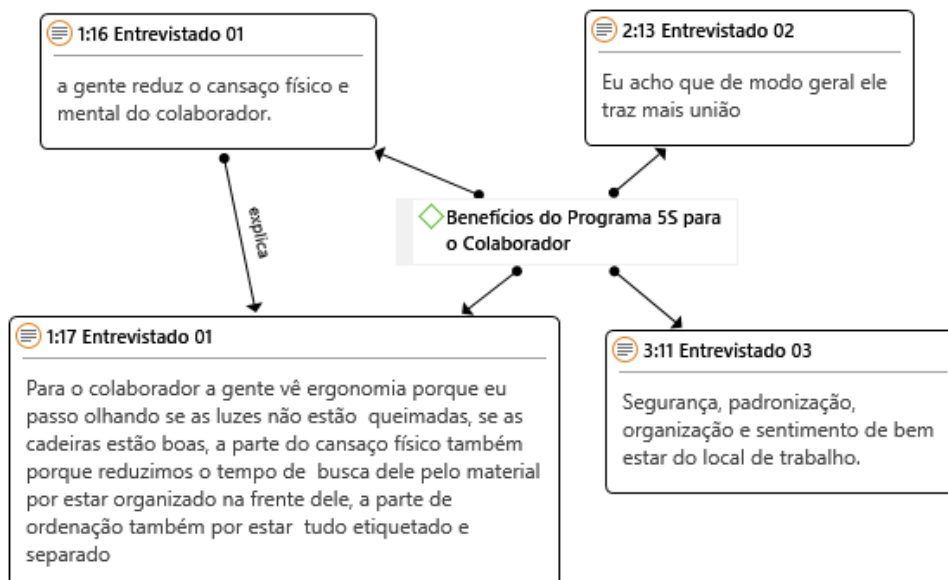 1:16 Entrevistado 01
a gente reduz o cansaço físico e
mental do colaborador.
2:13 Entrevistado 02
Eu acho que de modo geral ele
traz mais união
explica
Benefícios do Programa 5S para
o Colaborador
1:17 Entrevistado 01
Para o colaborador a gente vê ergonomia porque eu
passo olhando se as luzes não estão queimadas, se as
cadeiras estão boas, a parte do cansaço físico também
porque reduzimos o tempo de busca dele pelo material
por estar organizado na frente dele, a parte de
ordenação também por estar tudo etiquetado e
separado
3:11 Entrevistado 03
Segurança, padronização,
organização e sentimento de bem
estar do local de trabalho.